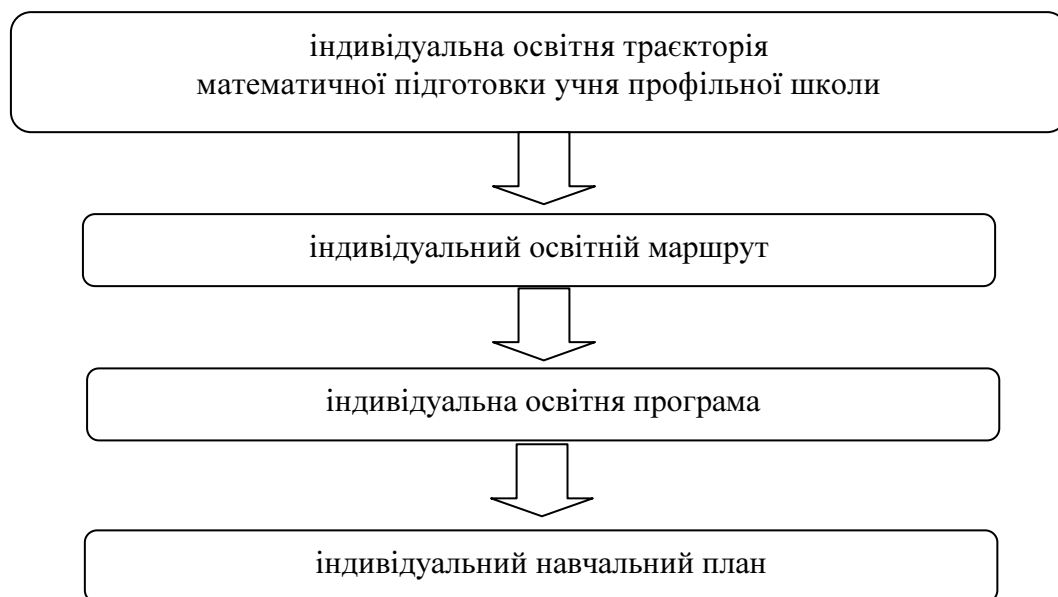 індивідуальна освітня траєкторія
математичної підготовки учня профільної школи
індивідуальний освітній маршрут
індивідуальна освітня програма
індивідуальний навчальний план